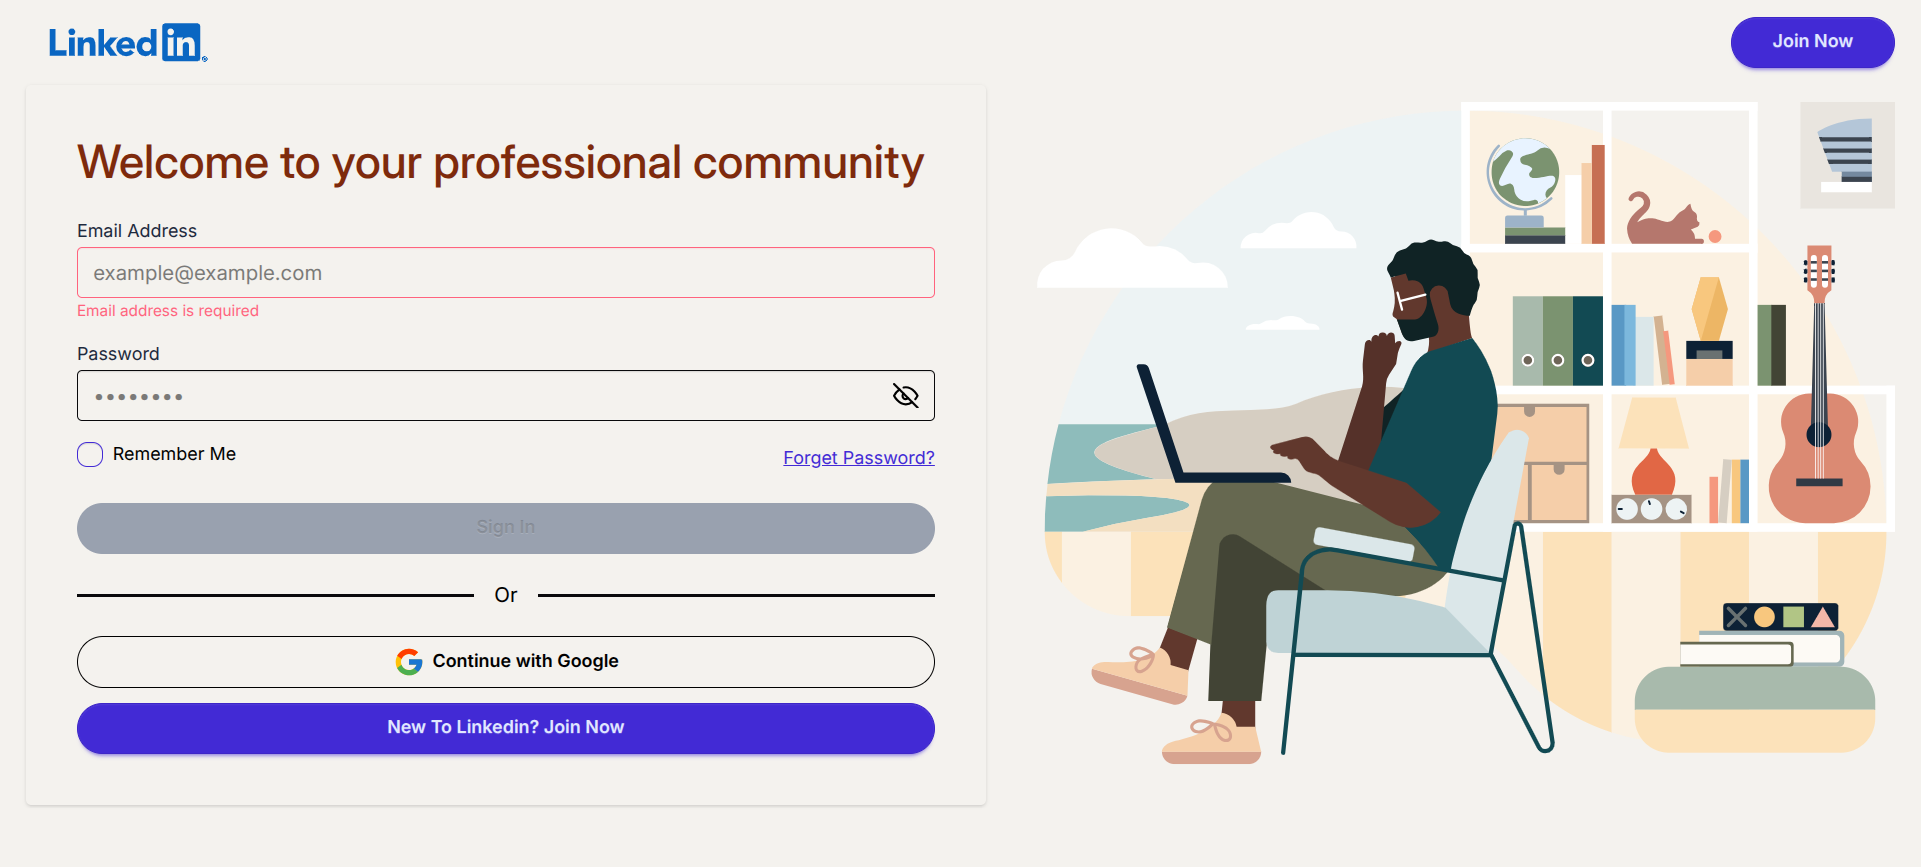 Linkedin
Join Now
Welcome to your professional community
Email Address
example@example.com
Email address is required
Password
••••••••
Remember Me
Forget Password?
Sign In
Or
Continue with Google
New To Linkedin? Join Now